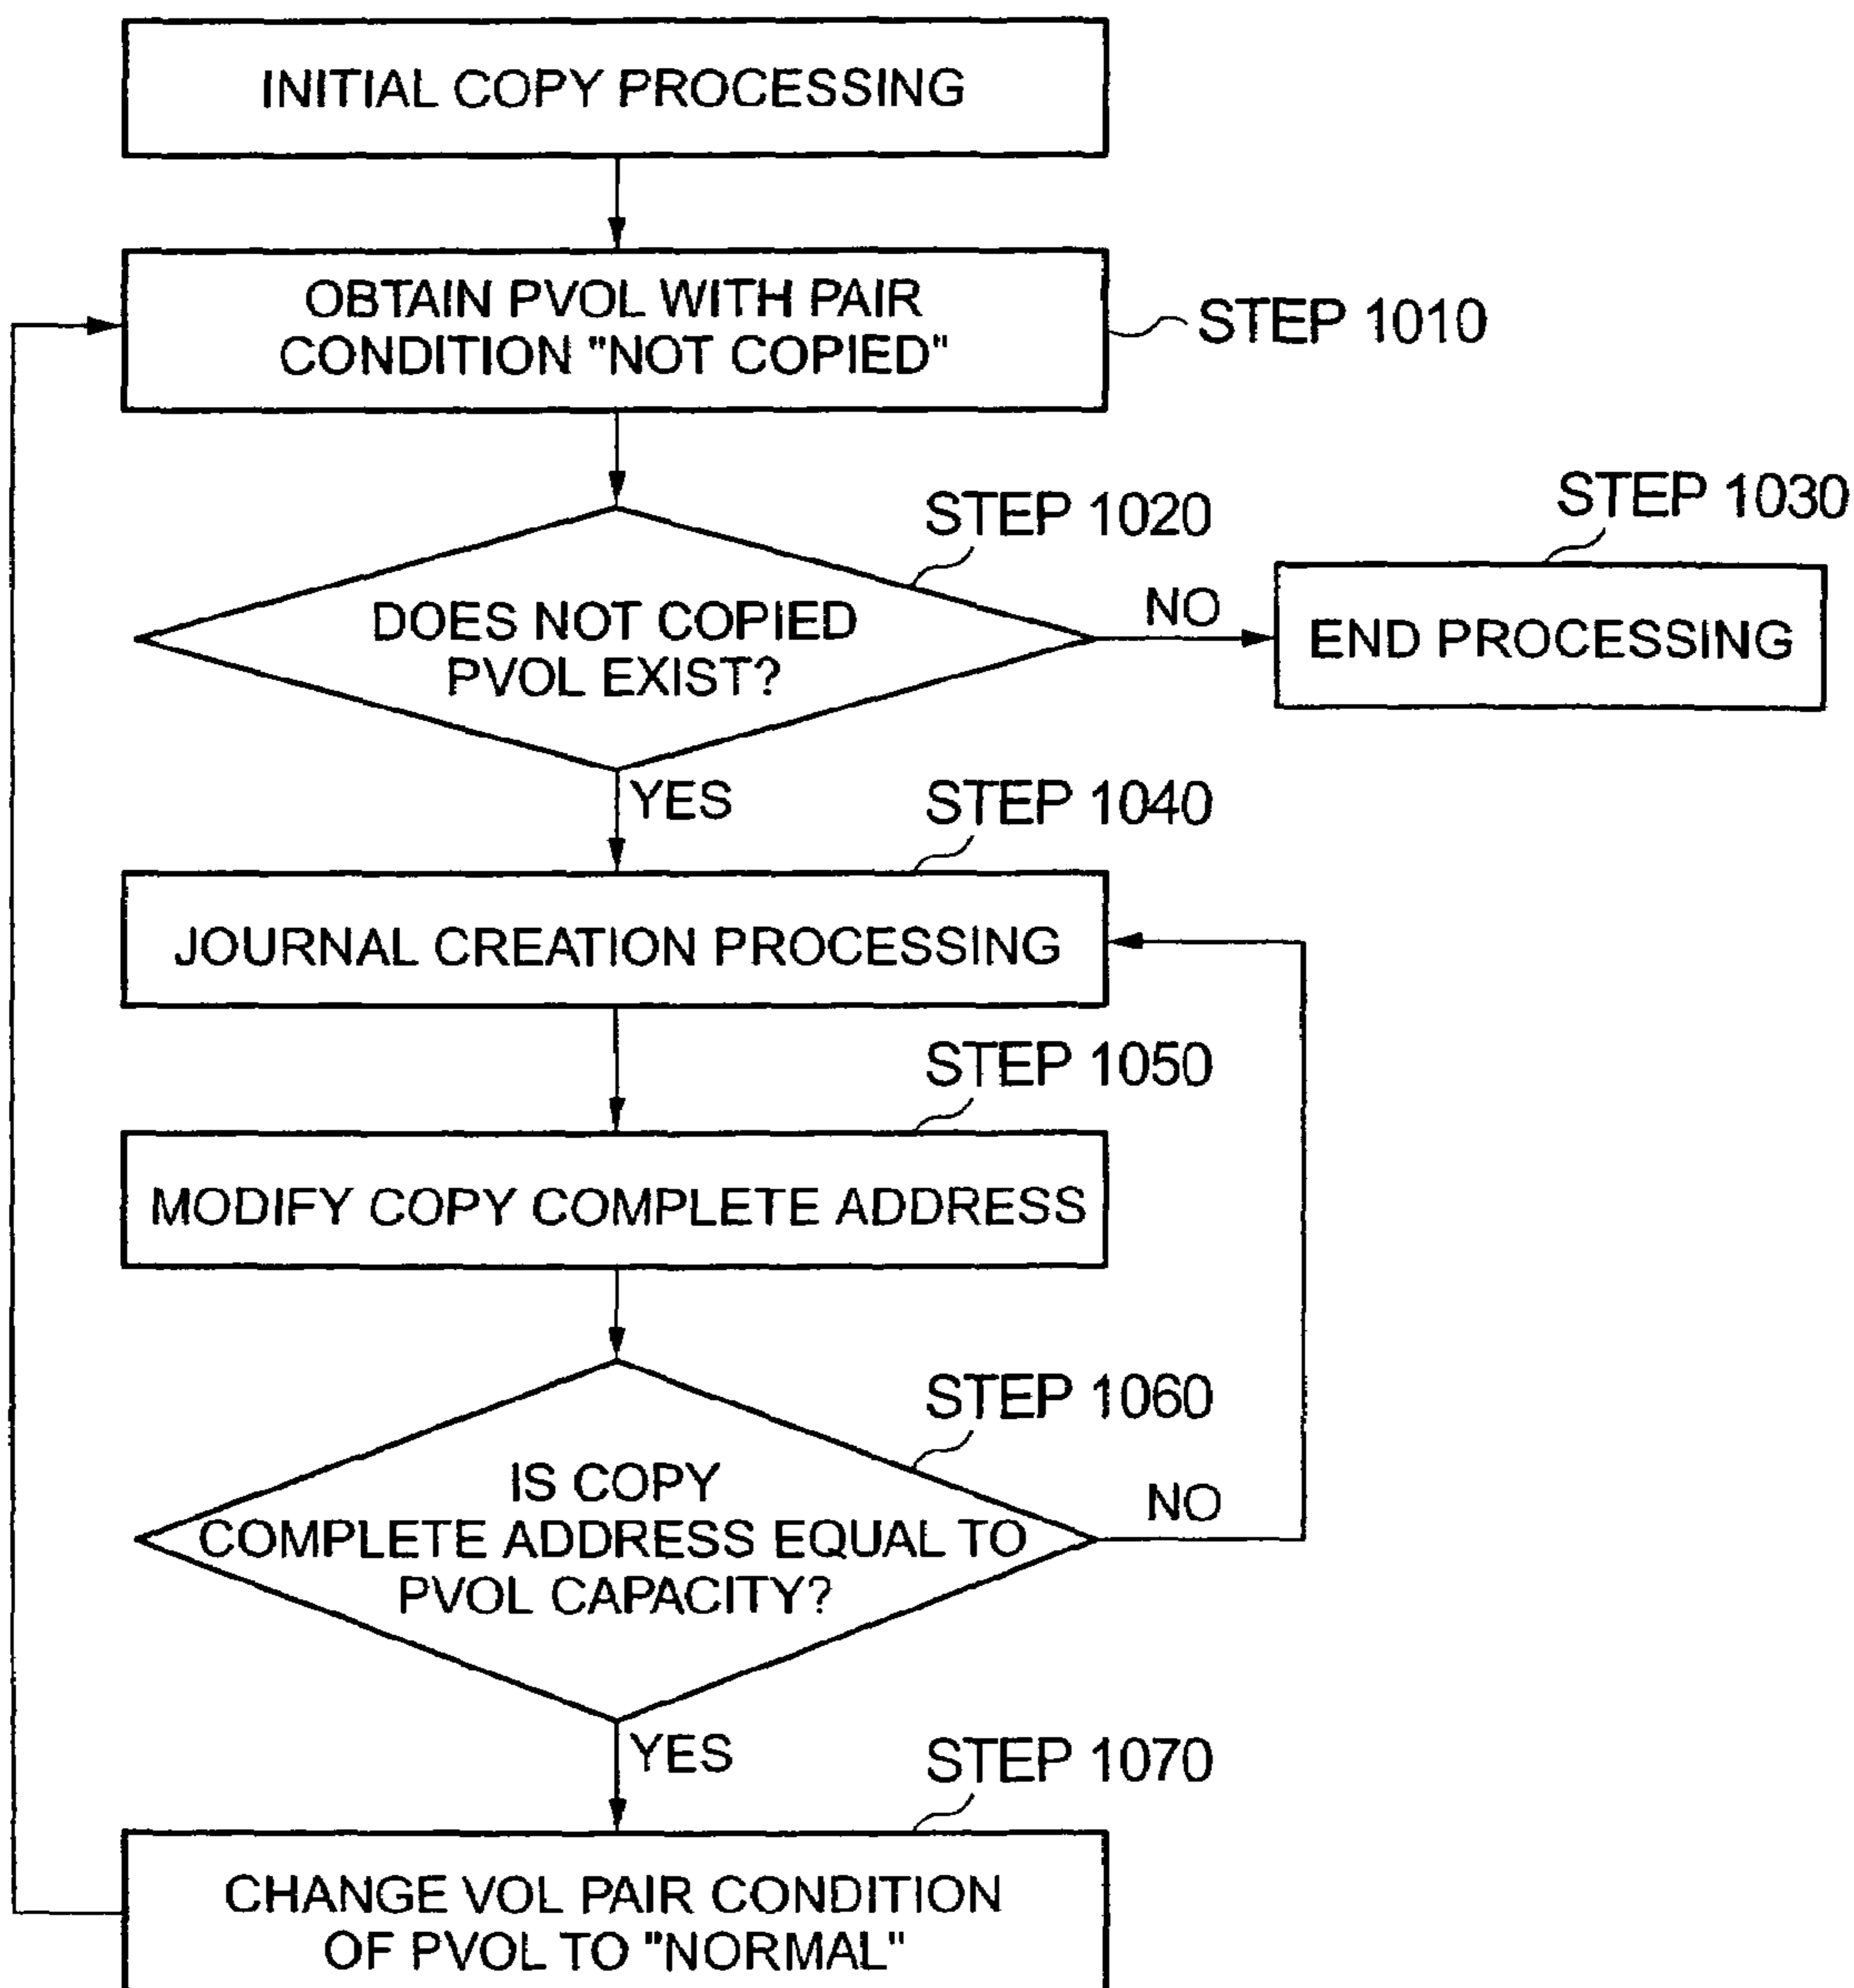 INITIAL COPY PROCESSING
OBTAIN PVOL WITH PAIR
CONDITION "NOT COPIED"
STEP 1010
STEP 1020
STEP 1030
DOES NOT COPIED
PVOL EXIST?
NO
END PROCESSING
YES
STEP 1040
JOURNAL CREATION PROCESSING
STEP 1050
MODIFY COPY COMPLETE ADDRESS
STEP 1060
IS COPY
COMPLETE ADDRESS EQUAL TO
PVOL CAPACITY?
NO
YES
STEP 1070
CHANGE VOL PAIR CONDITION
OF PVOL TO "NORMAL"